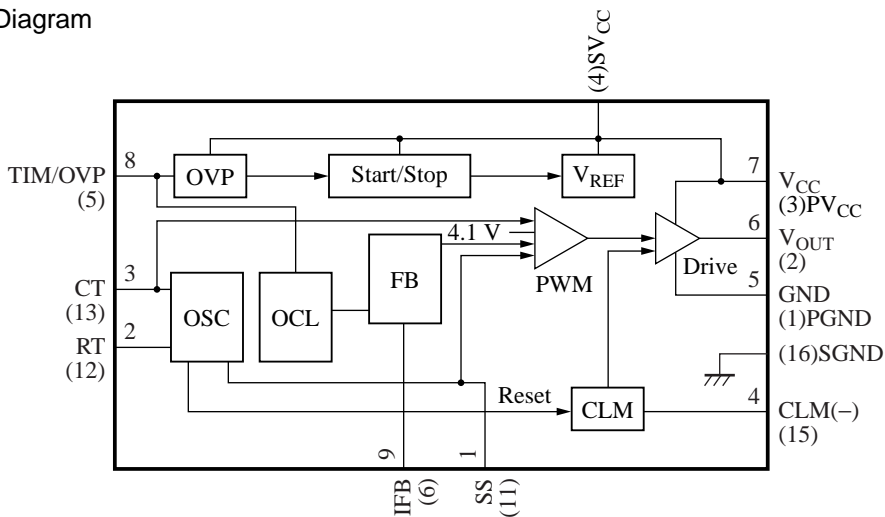 Diagram
(4)SVCC
TIM/OVP
8
(5)
OVP
Start/Stop
VREF
7
VCC
(3)PVCC
4.1 V
6
VOUT
(2)
PWM
Drive
CT
3
(13)
FB
5
GND
(1)PGND
OSC
OCL
RT
2
(12)
(16)SGND
Reset
CLM
4
CLM(−)
(15)
9
1
IFB
(6)
SS
(11)